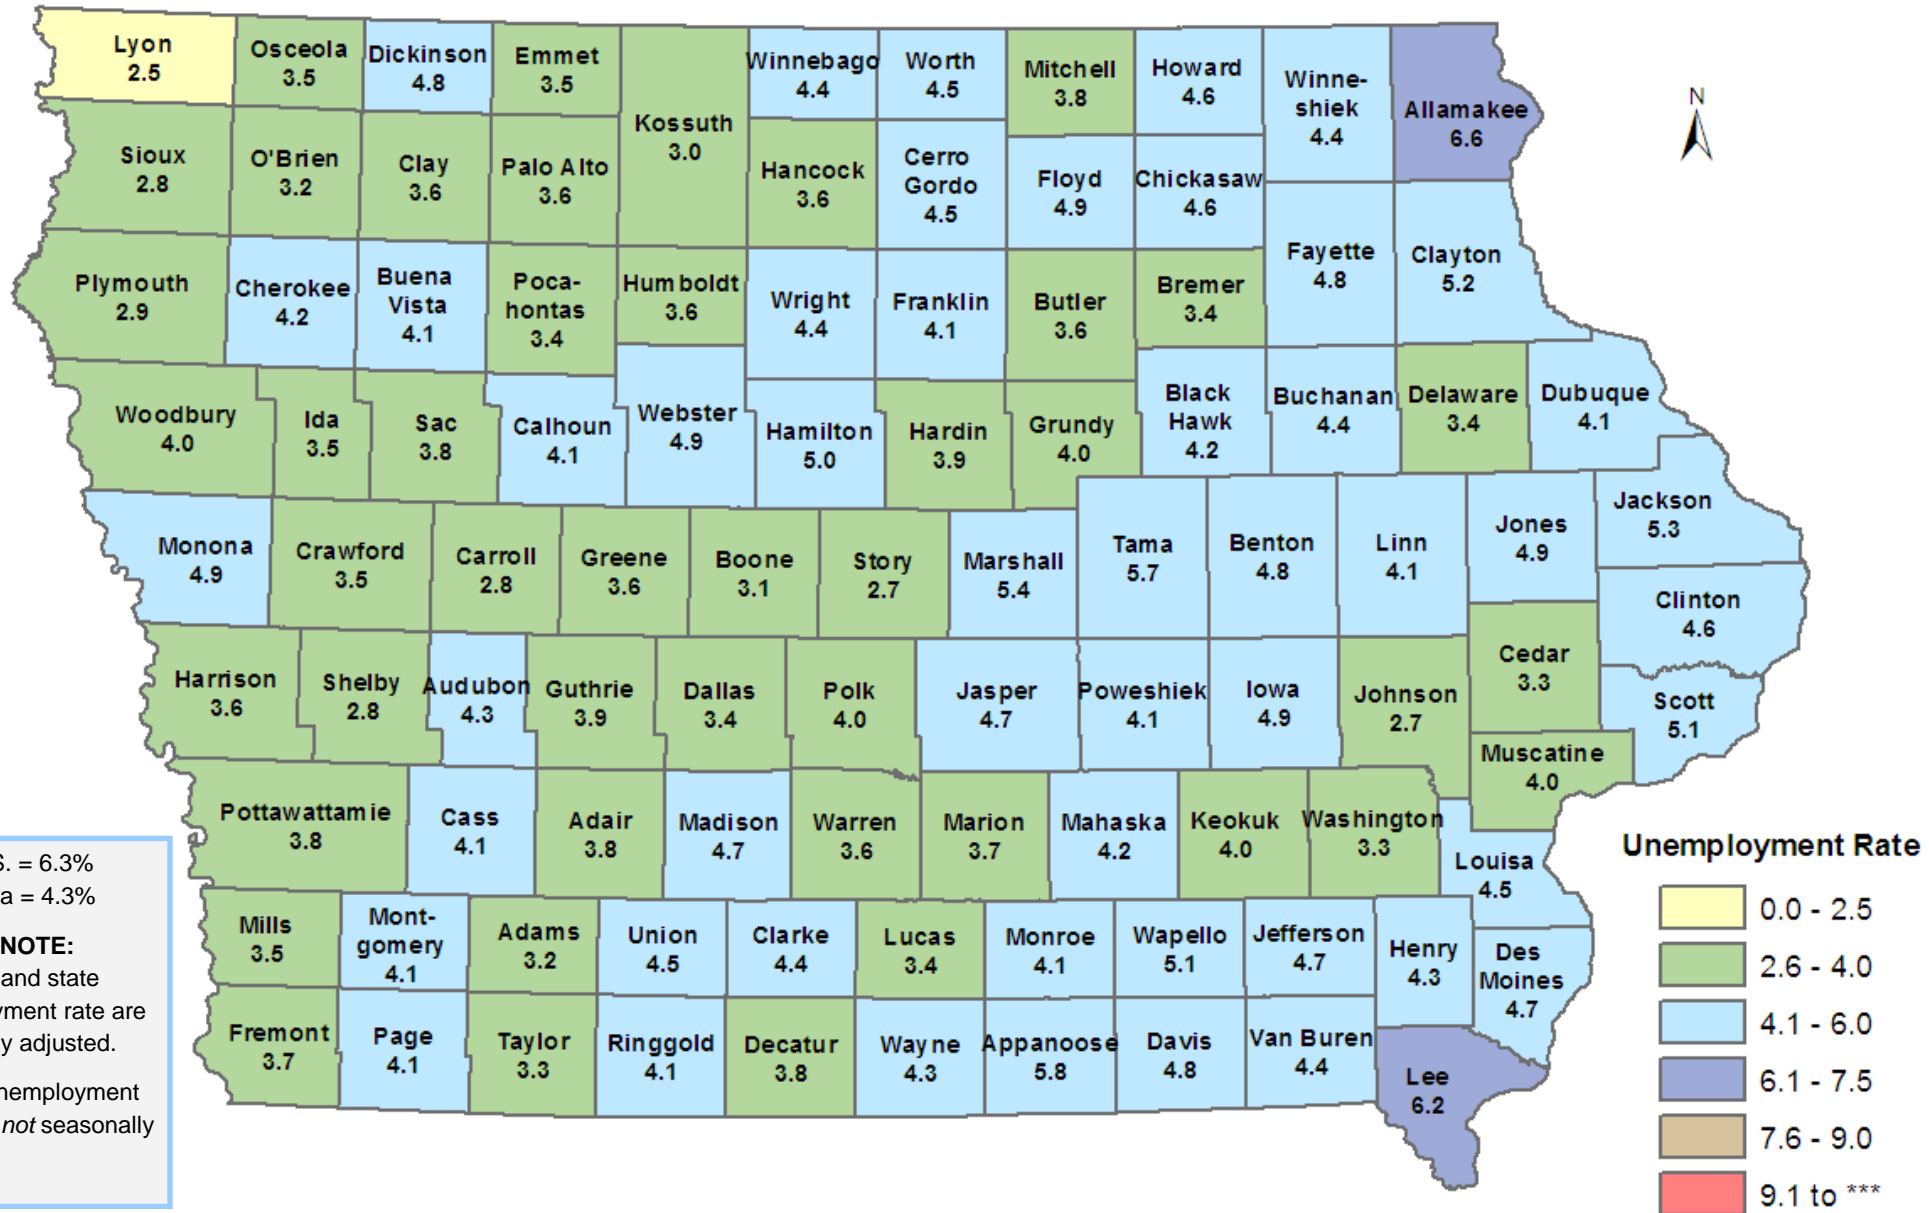 Lyon
2.5
Osceola
3.5
Dickinson
4.8
Emmet
3.5
Kossuth
3.0
Winnebago
4.4
Worth
4.5
Mitchell
3.8
Howard
4.6
Winne-
shiek
4.4
Allamakee
6.6
N
Sioux
2.8
O'Brien
3.2
Clay
3.6
Palo Alto
3.6
Hancock
3.6
Cerro
Gordo
4.5
Floyd
4.9
Chickasaw
4.6
Plymouth
2.9
Cherokee
4.2
Buena
Vista
4.1
Poca-
hontas
3.4
Humboldt
3.6
Wright
4.4
Franklin
4.1
Butler
3.6
Bremer
3.4
Fayette
4.8
Clayton
5.2
Woodbury
4.0
Ida
3.5
Sac
3.8
Calhoun
4.1
Webster
4.9
Hamilton
5.0
Hardin
3.9
Grundy
4.0
Black
Hawk
4.2
Buchanan
4.4
Delaware
3.4
Dubuque
4.1
Monona
4.9
Crawford
3.5
Carroll
2.8
Greene
3.6
Boone
3.1
Story
2.7
Marshall
5.4
Tama
5.7
Benton
4.8
Linn
4.1
Jones
4.9
Jackson
5.3
Clinton
4.6
Harrison
3.6
Shelby
2.8
Audubon
4.3
Guthrie
3.9
Dallas
3.4
Polk
4.0
Jasper
4.7
Poweshiek
4.1
Iowa
4.9
Johnson
2.7
Cedar
3.3
Scott
5.1
Muscatine
4.0
Pottawattamie
3.8
Cass
4.1
Adair
3.8
Madison
4.7
Warren
3.6
Marion
3.7
Mahaska
4.2
Keokuk
4.0
Washington
3.3
Louisa
4.5
Mills
3.5
Mont-
gomery
4.1
Adams
3.2
Union
4.5
Clarke
4.4
Lucas
3.4
Monroe
4.1
Wapello
5.1
Jefferson
4.7
Henry
4.3
Des
Moines
4.7
Fremont
3.7
Page
4.1
Taylor
3.3
Ringgold
4.1
Decatur
3.8
Wayne
4.3
Appanoose
5.8
Davis
4.8
Van Buren
4.4
Lee
6.2
S. = 6.3%
a = 4.3%
NOTE:
and state
yment rate are
y adjusted.
nemployment
not seasonally
Unemployment Rate
0.0 - 2.5
2.6 - 4.0
4.1 - 6.0
6.1 - 7.5
7.6 - 9.0
9.1 to ***